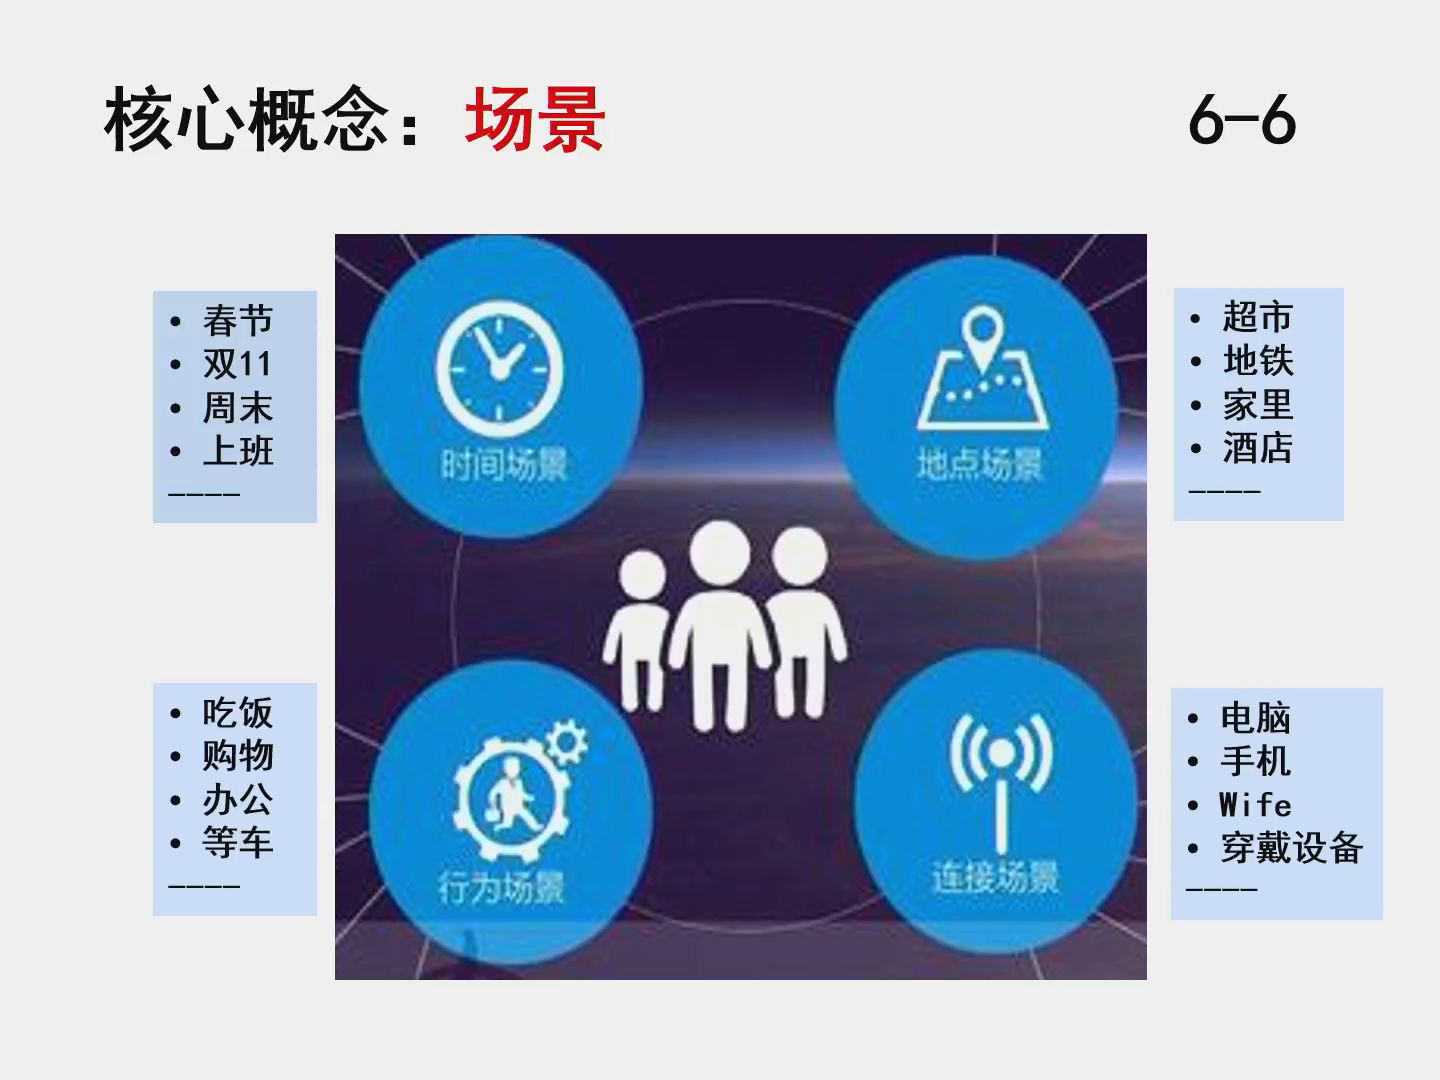 核心概念：场景
6-6
• 春节
• 双11
• 周末
• 上班
----
时间场景
地点场景
• 超市
• 地铁
• 家里
• 酒店
----
• 吃饭
• 购物
• 办公
• 等车
----
行为场景
连接场景
• 电脑
• 手机
• Wife
• 穿戴设备
----